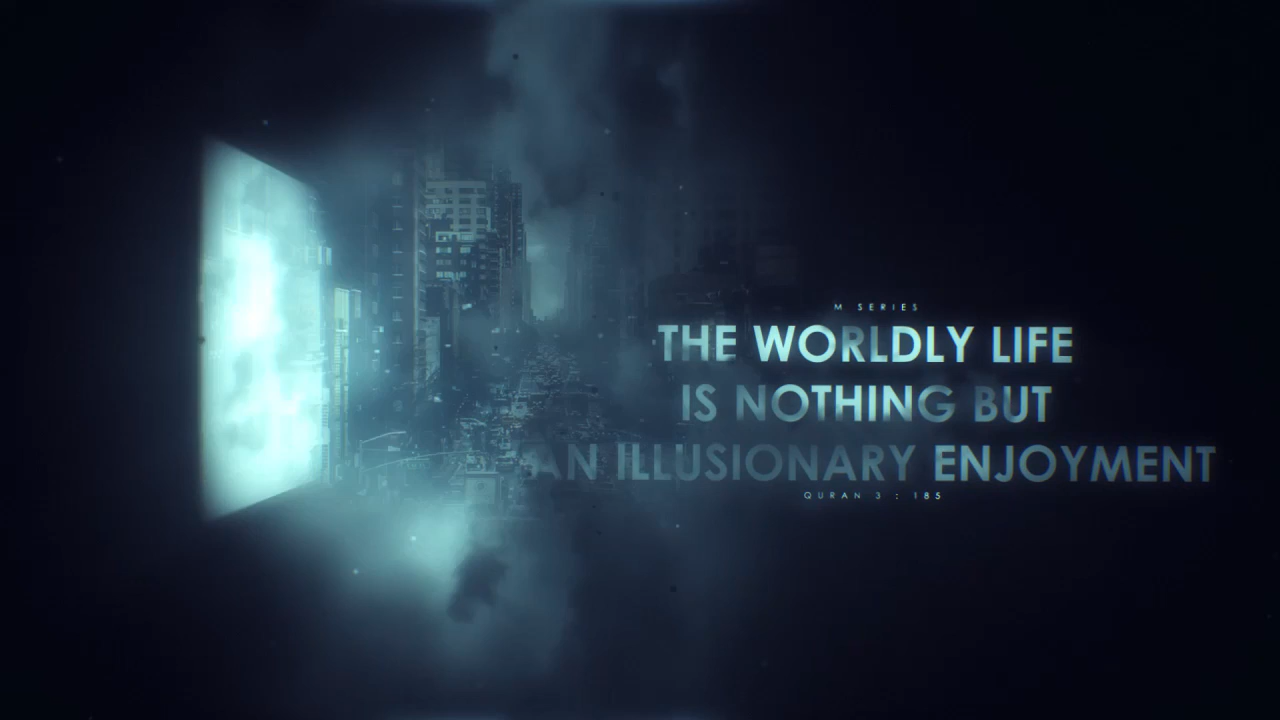 M SERIES
THE WORLDLY LIFE
IS NOTHING BUT
AN ILLUSIONARY ENJOYMENT
QURAN 3 : 185